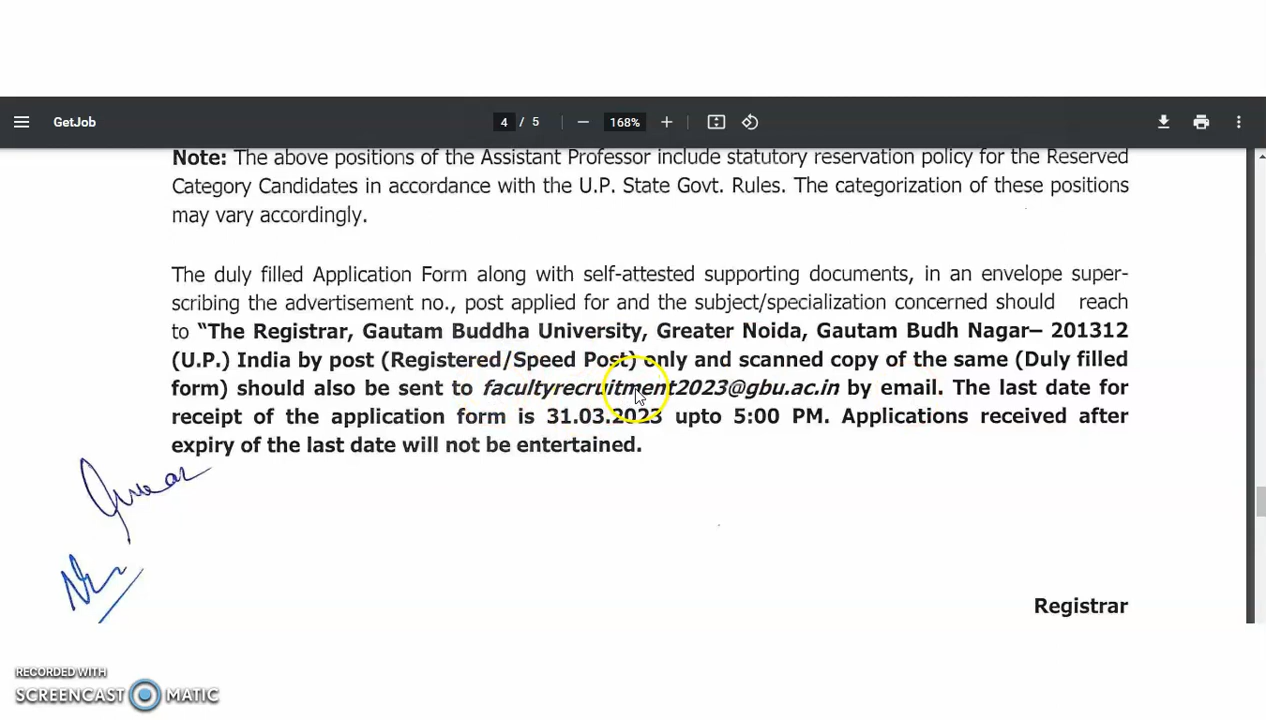 GetJob 4 / 5 168%
Note: The above positions of the Assistant Professor include statutory reservation policy for the Reserved
Category Candidates in accordance with the U.P. State Govt. Rules. The categorization of these positions
may vary accordingly.
The duly filled Application Form along with self-attested supporting documents, in an envelope super-
scribing the advertisement no., post applied for and the subject/specialization concerned should reach
to “The Registrar, Gautam Buddha University, Greater Noida, Gautam Budh Nagar– 201312
(U.P.) India by post (Registered/Speed Post) only and scanned copy of the same (Duly filled
form) should also be sent to facultyrecruitment2023@gbu.ac.in by email. The last date for
receipt of the application form is 31.03.2023 upto 5:00 PM. Applications received after
expiry of the last date will not be entertained.
Registrar
RECORDED WITH
SCREENCAST MATIC